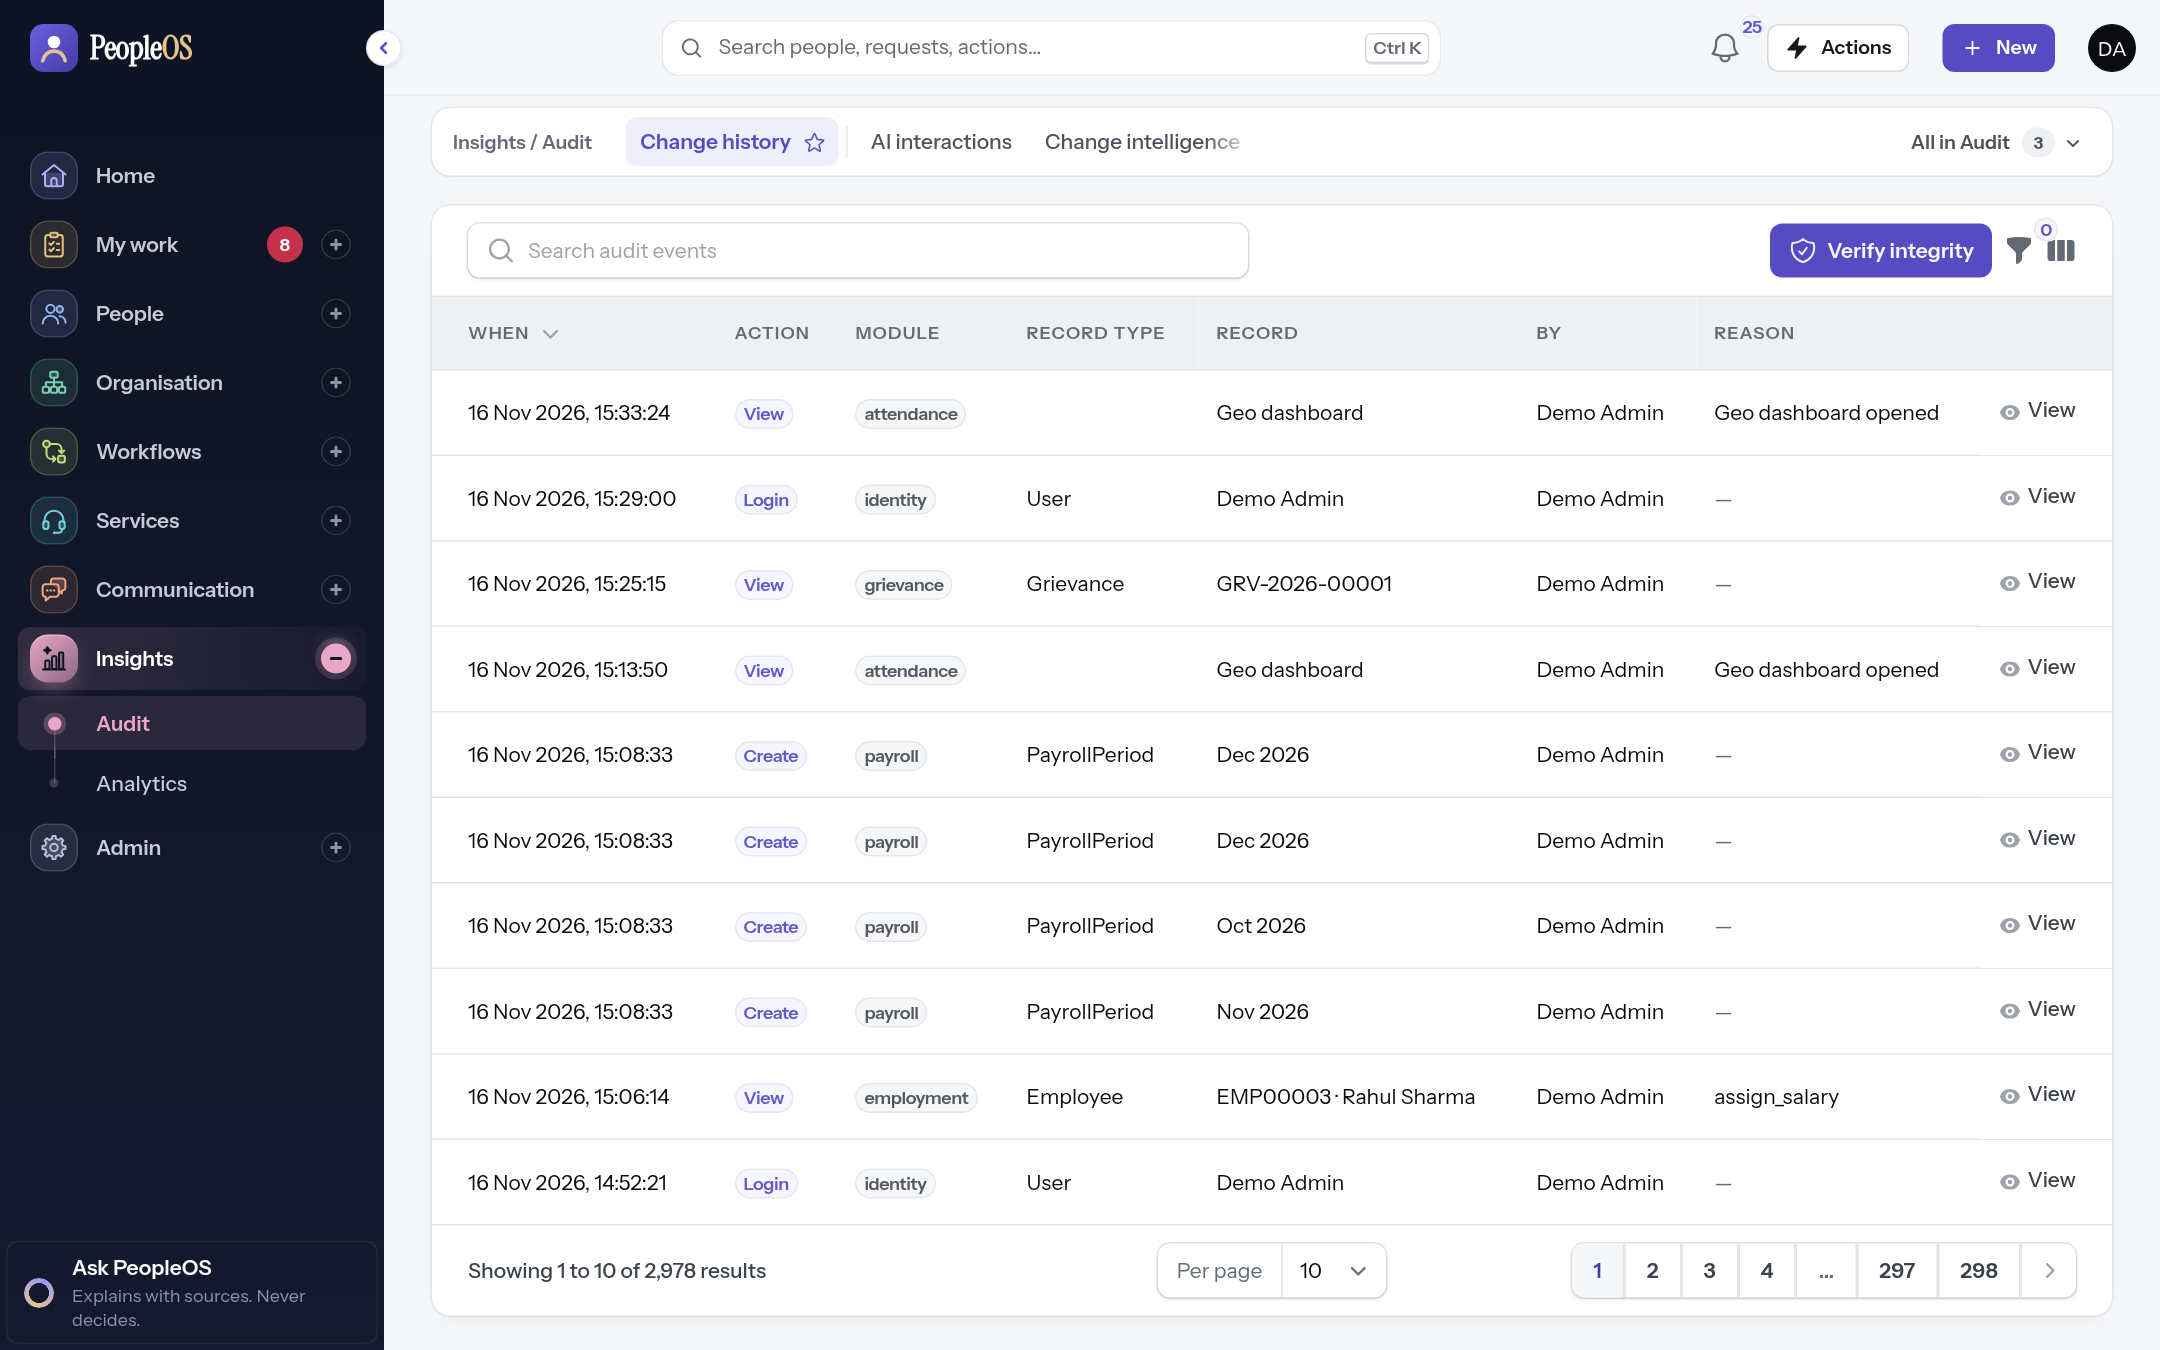 PeopleOS
Search people, requests, actions...
Ctrl K
25
Actions
New
DA
Home
My work
8
People
Organisation
Workflows
Services
Communication
Insights
Audit
Analytics
Admin
Ask PeopleOS
Explains with sources. Never
decides.
Insights / Audit
Change history
AI interactions
Change intelligence
All in Audit
3
Search audit events
Verify integrity
0
WHEN ACTION MODULE RECORD TYPE RECORD BY REASON
16 Nov 2026, 15:33:24 View attendance Geo dashboard Demo Admin Geo dashboard opened View
16 Nov 2026, 15:29:00 Login identity User Demo Admin Demo Admin — View
16 Nov 2026, 15:25:15 View grievance Grievance GRV-2026-00001 Demo Admin — View
16 Nov 2026, 15:13:50 View attendance Geo dashboard Demo Admin Geo dashboard opened View
16 Nov 2026, 15:08:33 Create payroll PayrollPeriod Dec 2026 Demo Admin — View
16 Nov 2026, 15:08:33 Create payroll PayrollPeriod Dec 2026 Demo Admin — View
16 Nov 2026, 15:08:33 Create payroll PayrollPeriod Oct 2026 Demo Admin — View
16 Nov 2026, 15:08:33 Create payroll PayrollPeriod Nov 2026 Demo Admin — View
16 Nov 2026, 15:06:14 View employment Employee EMP00003 · Rahul Sharma Demo Admin assign_salary View
16 Nov 2026, 14:52:21 Login identity User Demo Admin Demo Admin — View
Showing 1 to 10 of 2,978 results
Per page 10
1 2 3 4 ... 297 298